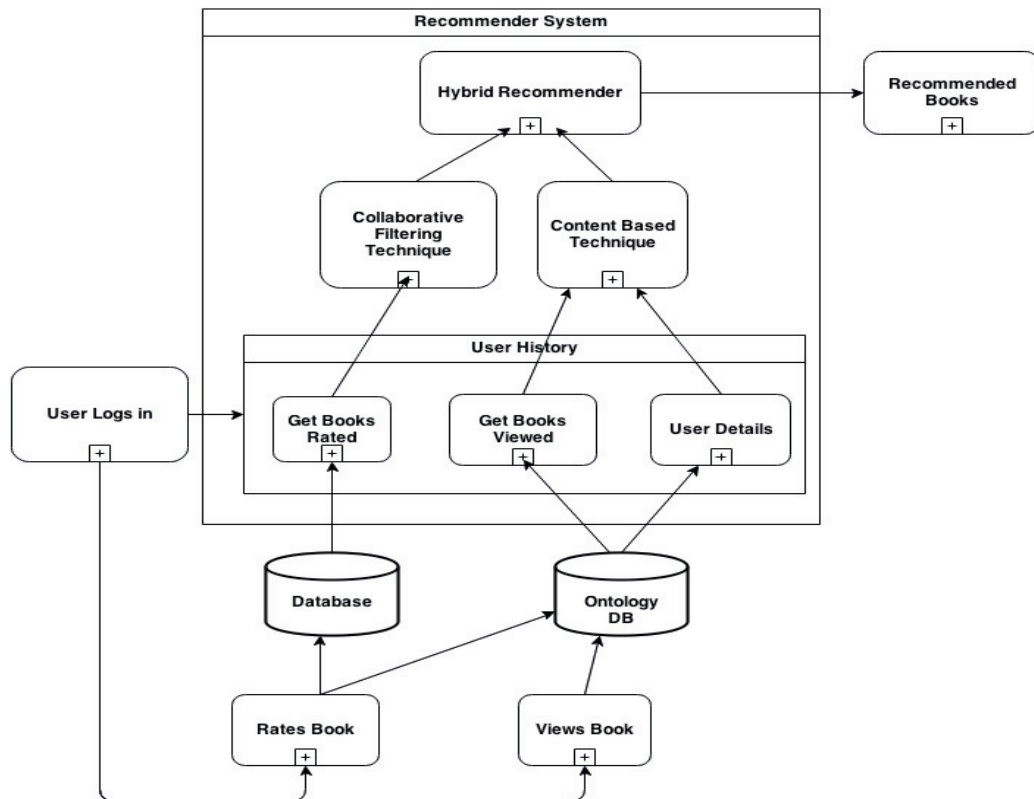 Recommender System
Hybrid Recommender
+
Recommended
Books
+
Collaborative
Filtering
Technique
+
Content Based
Technique
+
User History
User Logs in
+
Get Books
Rated
+
Get Books
Viewed
+
User Details
+
Database
Ontology
DB
Rates Book
+
Views Book
+